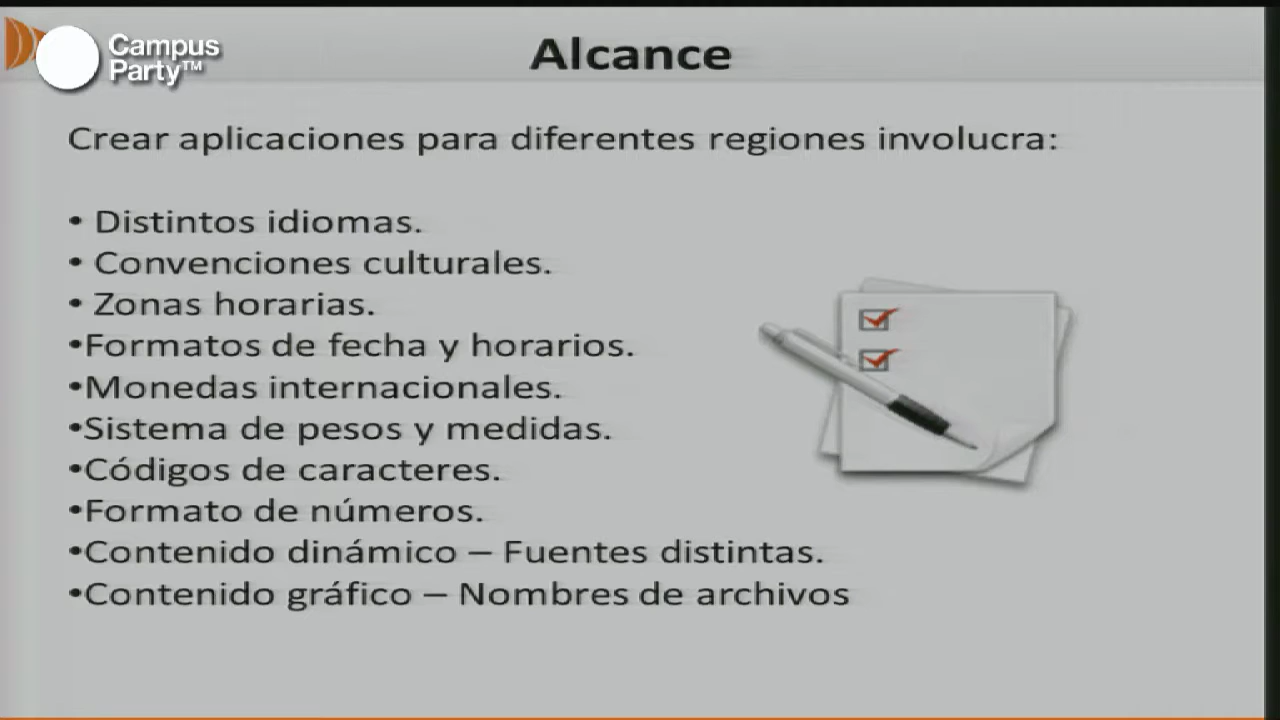 Campus
Party™
Alcance
Crear aplicaciones para diferentes regiones involucra:
• Distintos idiomas.
• Convenciones culturales.
• Zonas horarias.
•Formatos de fecha y horarios.
•Monedas internacionales.
•Sistema de pesos y medidas.
•Códigos de caracteres.
•Formato de números.
•Contenido dinámico – Fuentes distintas.
•Contenido gráfico – Nombres de archivos